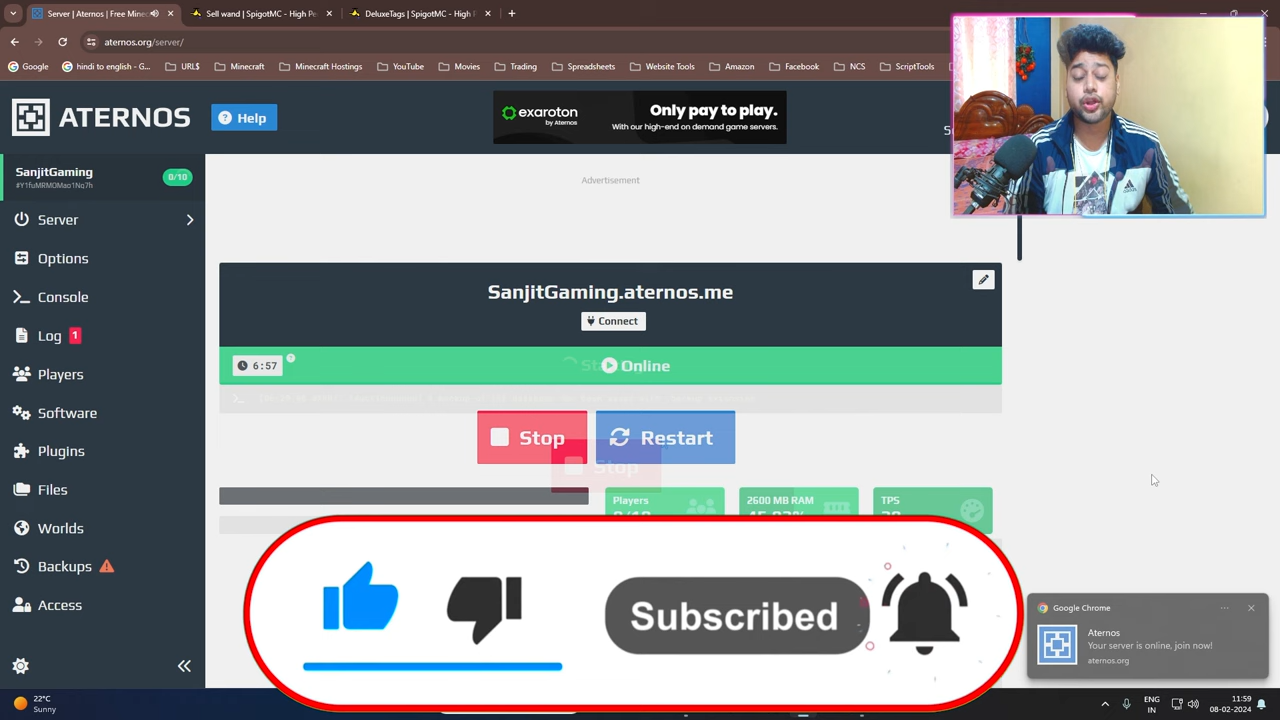 Server | Aternos | Free Minec
Sell wand | SpigotMC - High Pe
DeluxeTags | SpigotMC - High P
aternos.org/server/
Google
hindi to english - G...
URL$
YouTube
Movies
Trading
Spreadsheets
Website Tools
Amazon
Facebook
NCS
ScriptTools
ATERNOS
Help
exaroton
by Aternos
Only pay to play.
With our high-end on demand game servers.
SanjitGaming
#Y1fuMRMOMao1Nq7h
0/10
Advertisement
Server
Options
Console
Log 1
Players
Software
Plugins
Files
Worlds
Backups
Access
SanjitGaming.aternos.me
Connect
6:57
Online
Stop
Restart
Stop
Players
2600 MB RAM
TPS
Subscribed
Google Chrome
Aternos
Your server is online, join now!
aternos.org
22°C
Sunny
ENG
IN
11:59
08-02-2024